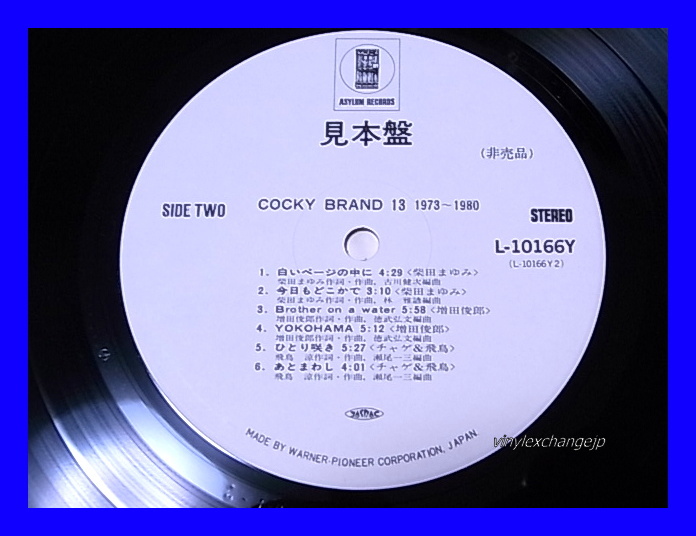 ASYLUM RECORDS
見本盤
(非売品)
SIDE TWO
COCKY BRAND 13 1973~1980
STEREO
L-10166Y
(L-10166Y2)
1. 白いページの中に 4:29 <柴田まゆみ>
柴田まゆみ作詞・作曲, 古川健次編曲
2. 今日もどこかで 3:10 <柴田まゆみ>
柴田まゆみ作詞・作曲, 林 雅諺編曲
3. Brother on a water 5:58 <増田俊郎>
増田俊郎作詞・作曲, 徳武弘文編曲
4. YOKOHAMA 5:12 <増田俊郎>
増田俊郎作詞・作曲, 徳武弘文編曲
5. ひとり咲き 5:27 <チャゲ&飛鳥>
飛鳥 涼作詞・作曲, 瀬尾一三編曲
6. あとまわし 4:01 <チャゲ&飛鳥>
飛鳥 涼作詞・作曲, 瀬尾一三編曲
JASRAC
MADE BY WARNER-PIONEER CORPORATION, JAPAN.
vinylexchangejp